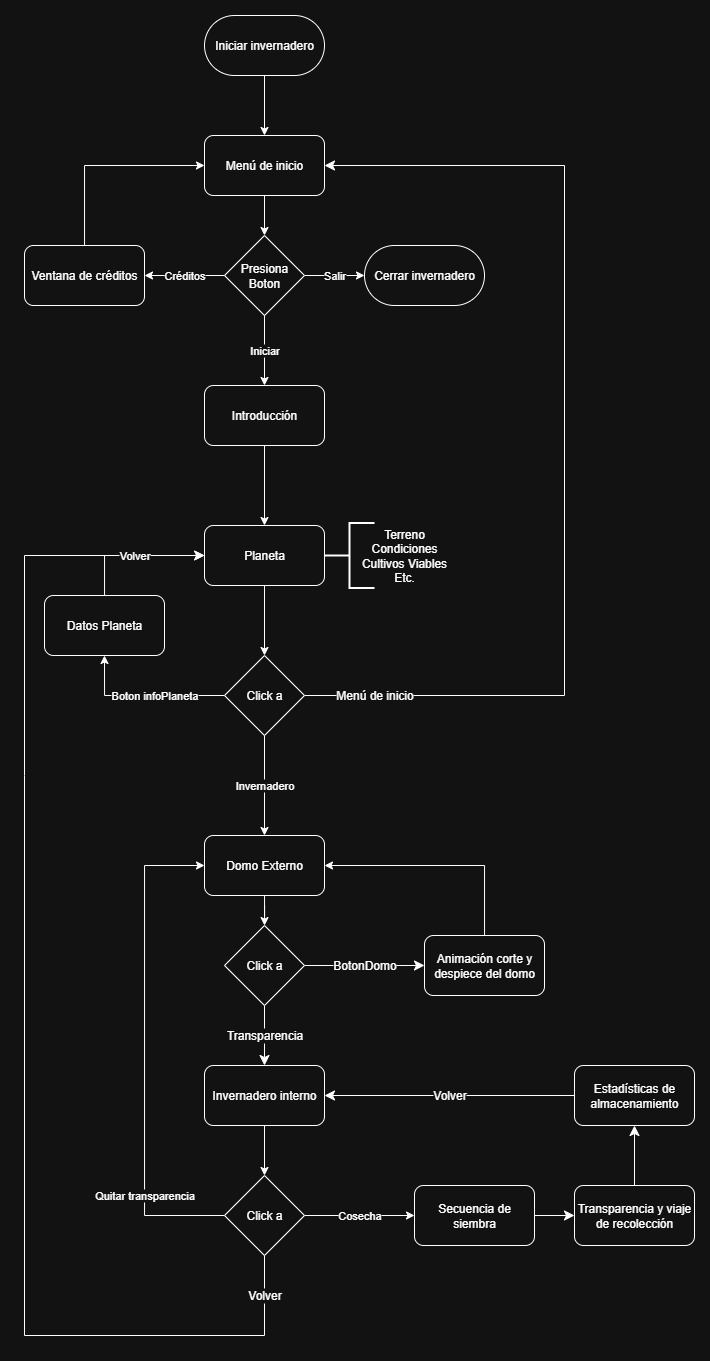 Iniciar invernadero
Menú de inicio
Ventana de créditos
Créditos
Presiona
Boton
Salir
Cerrar invernadero
Iniciar
Introducción
Volver
Planeta
Terreno
Condiciones
Cultivos Viables
Etc.
Datos Planeta
Boton infoPlaneta
Click a
Menú de inicio
Invernadero
Domo Externo
Click a
BotonDomo
Animación corte y
despiece del domo
Transparencia
Invernadero interno
Volver
Estadísticas de
almacenamiento
Quitar transparencia
Click a
Cosecha
Secuencia de
siembra
Transparencia y viaje
de recolección
Volver